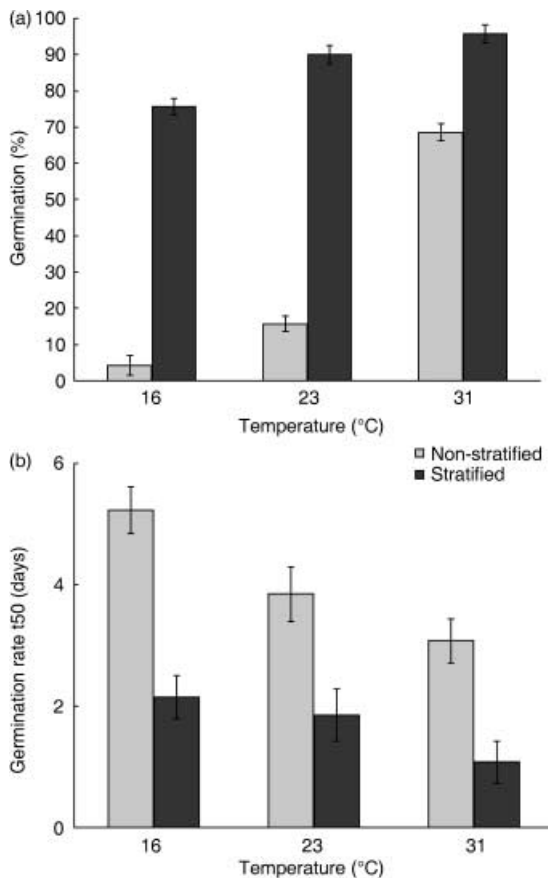 (a)
100
90
80
70
60
50
40
30
20
10
0
Germination (%)
16 23 31
Temperature (°C)
(b)
Non-stratified
Stratified
6
4
2
0
Germination rate t50 (days)
16 23 31
Temperature (°C)